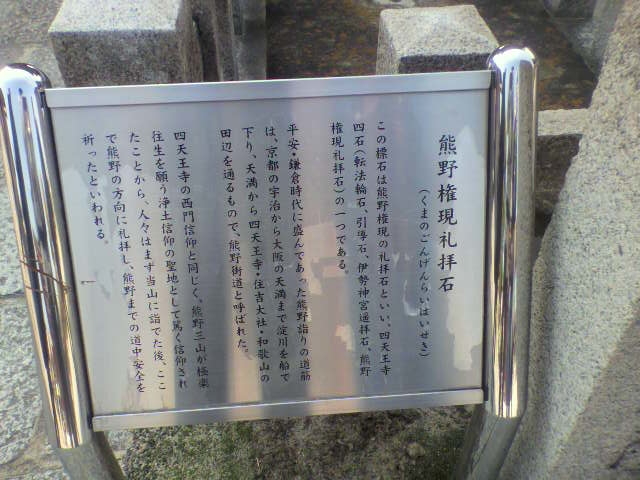 熊野権現礼拝石
(くまのごんげんらいはいせき)
この標石は熊野権現の礼拝石といい、四天王寺
四石(転法輪石、引導石、伊勢神宮遥拝石、熊野
権現礼拝石)の一つである。
平安・鎌倉時代に盛んであった熊野詣りの道筋
は、京都の宇治から大阪の天満まで淀川を船で
下り、天満から四天王寺・住吉大社・和歌山の
田辺を通るもので、熊野街道と呼ばれた。
四天王寺の西門信仰と同じく、熊野三山が極楽
往生を願う浄土信仰の聖地として篤く信仰され
たことから、人々はまず当山に詣でた後、ここ
で熊野の方向に礼拝し、熊野までの道中安全を
祈ったといわれる。